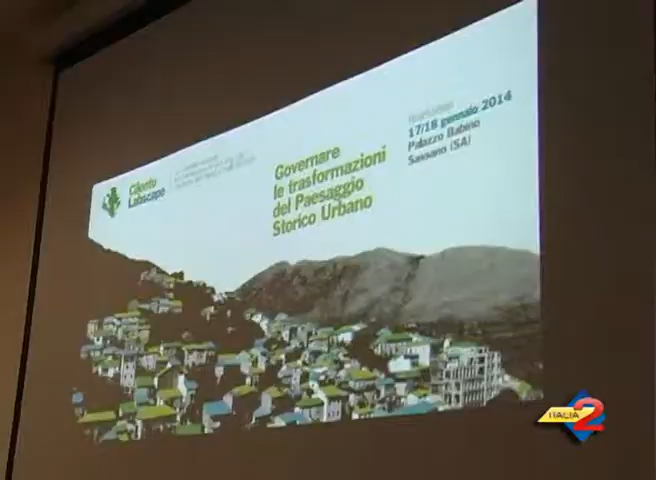 Cilento
Labscape
Governare
le trasformazioni
del Paesaggio
Storico Urbano
17/18 gennaio 2014
Palazzo Babino
Sassano (SA)
ITALIA 2